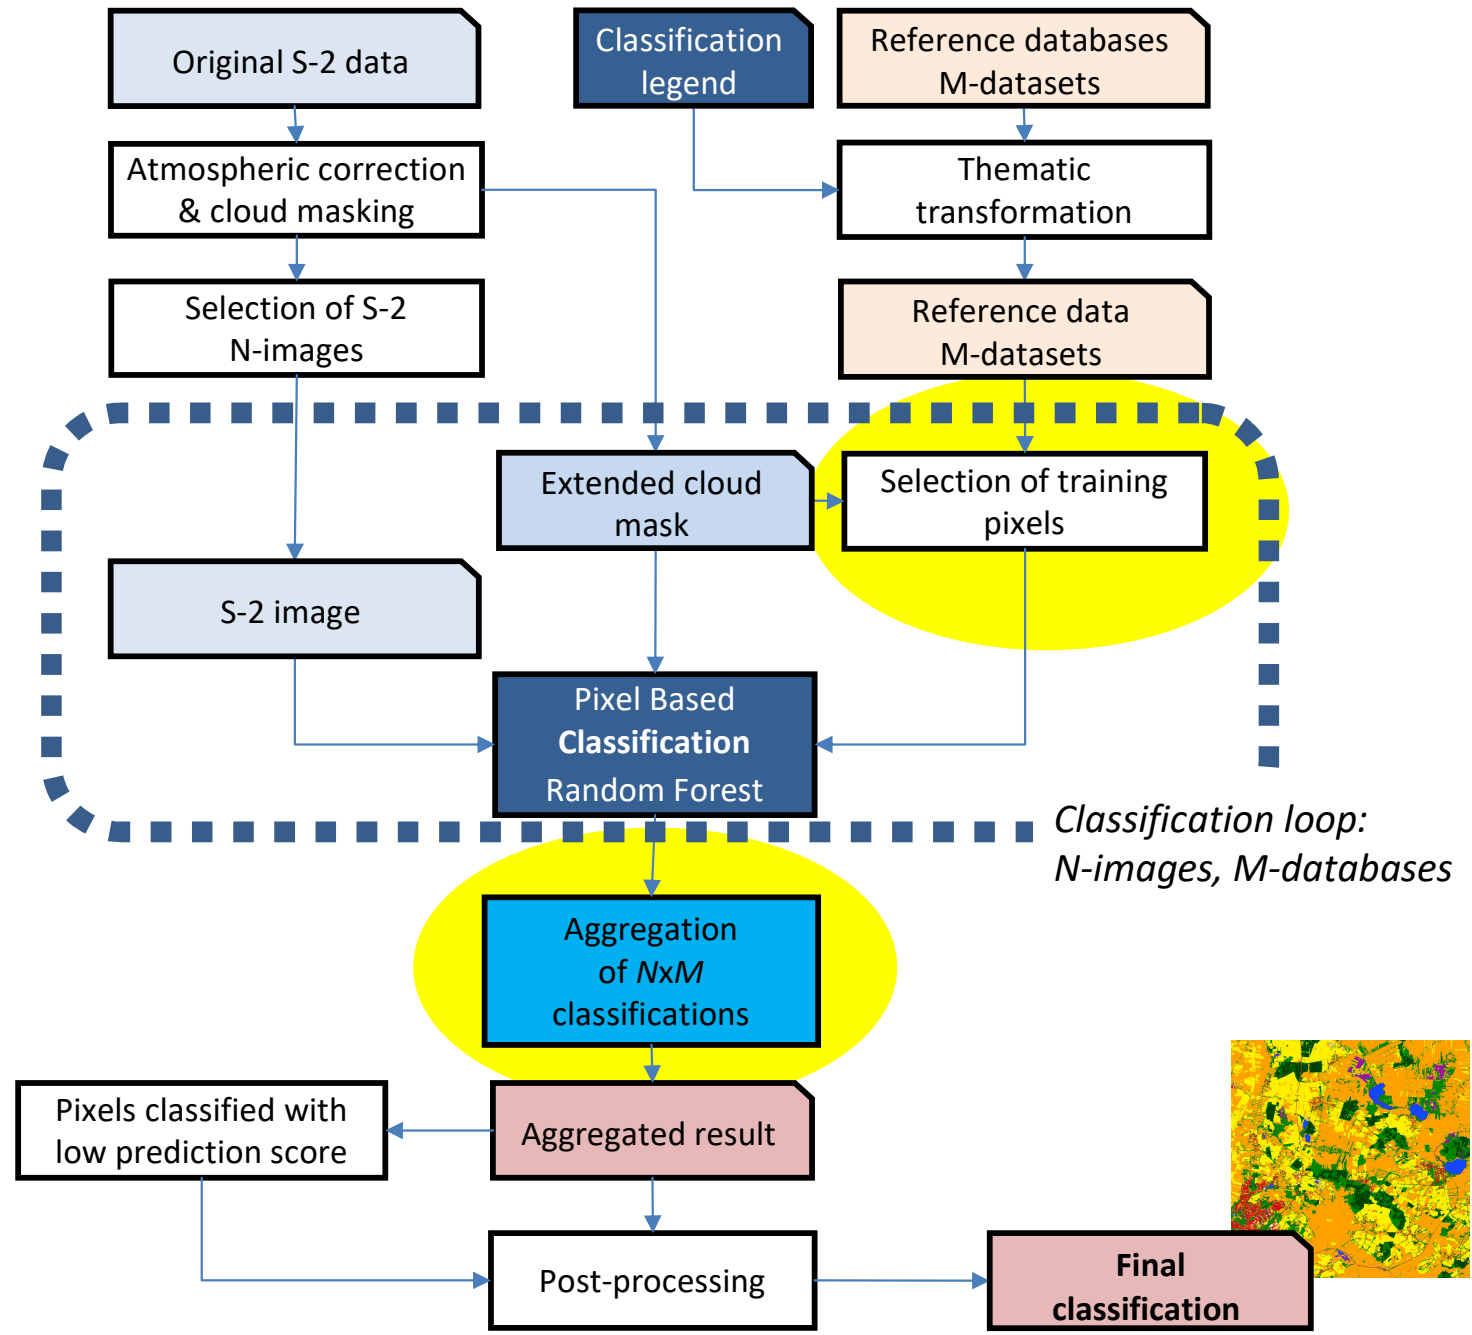 Original S-2 data
Classification
legend
Reference databases
M-datasets
Atmospheric correction
& cloud masking
Thematic
transformation
Selection of S-2
N-images
Reference data
M-datasets
Extended cloud
mask
Selection of training
pixels
S-2 image
Pixel Based
Classification
Random Forest
Classification loop:
N-images, M-databases
Aggregation
of NxM
classifications
Pixels classified with
low prediction score
Aggregated result
Post-processing
Final
classification